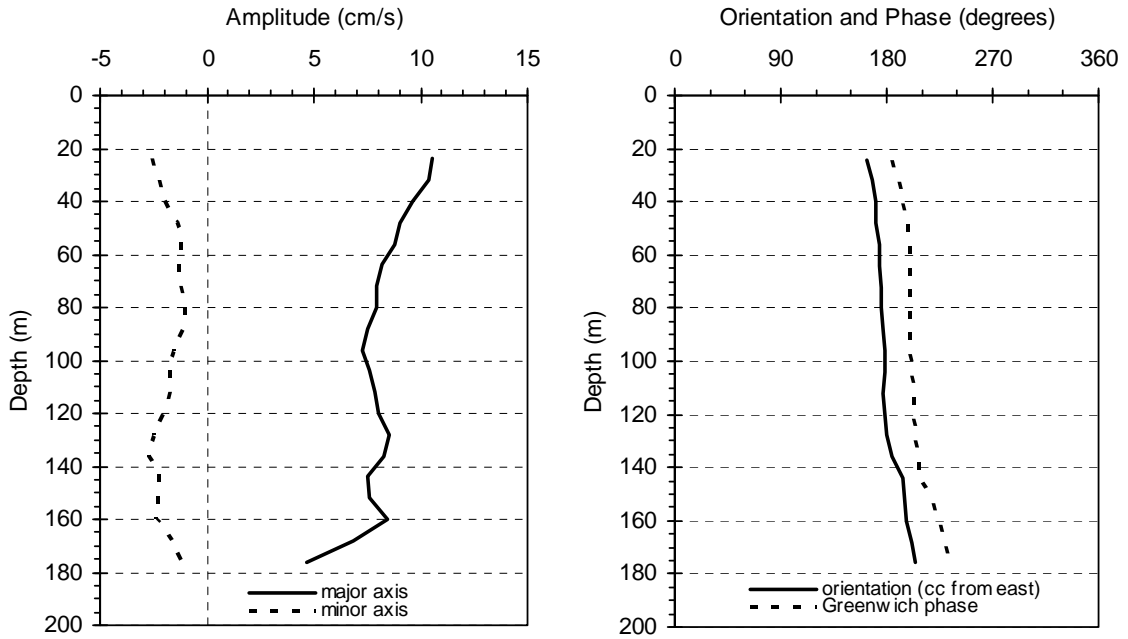 Amplitude (cm/s)
-5 0 5 10 15
0
20
40
60
80
100
120
140
160
180
200
Depth (m)
major axis
minor axis
Orientation and Phase (degrees)
0 90 180 270 360
0
20
40
60
80
100
120
140
160
180
200
Depth (m)
orientation (cc from east)
Greenwich phase